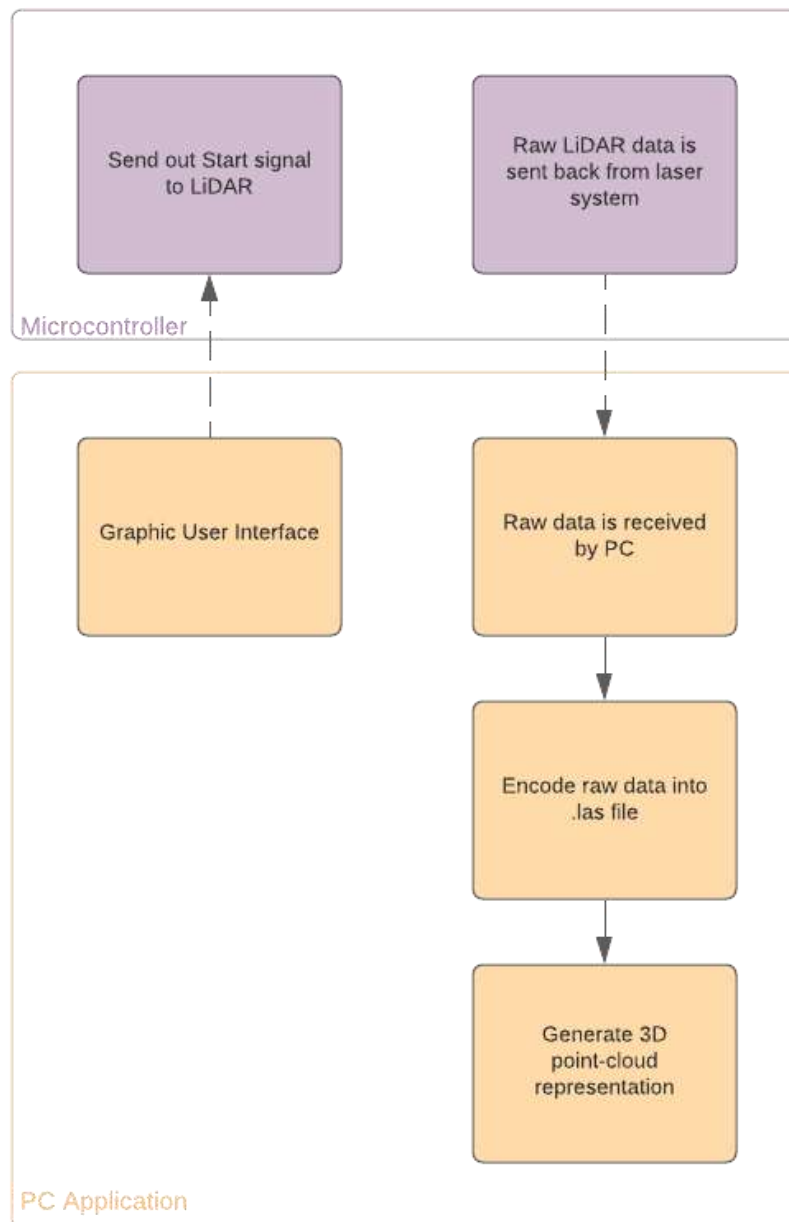 Send out Start signal
to LiDAR
Raw LiDAR data is
sent back from laser
system
Microcontroller
Graphic User Interface
Raw data is received
by PC
Encode raw data into
.las file
Generate 3D
point-cloud
representation
PC Application